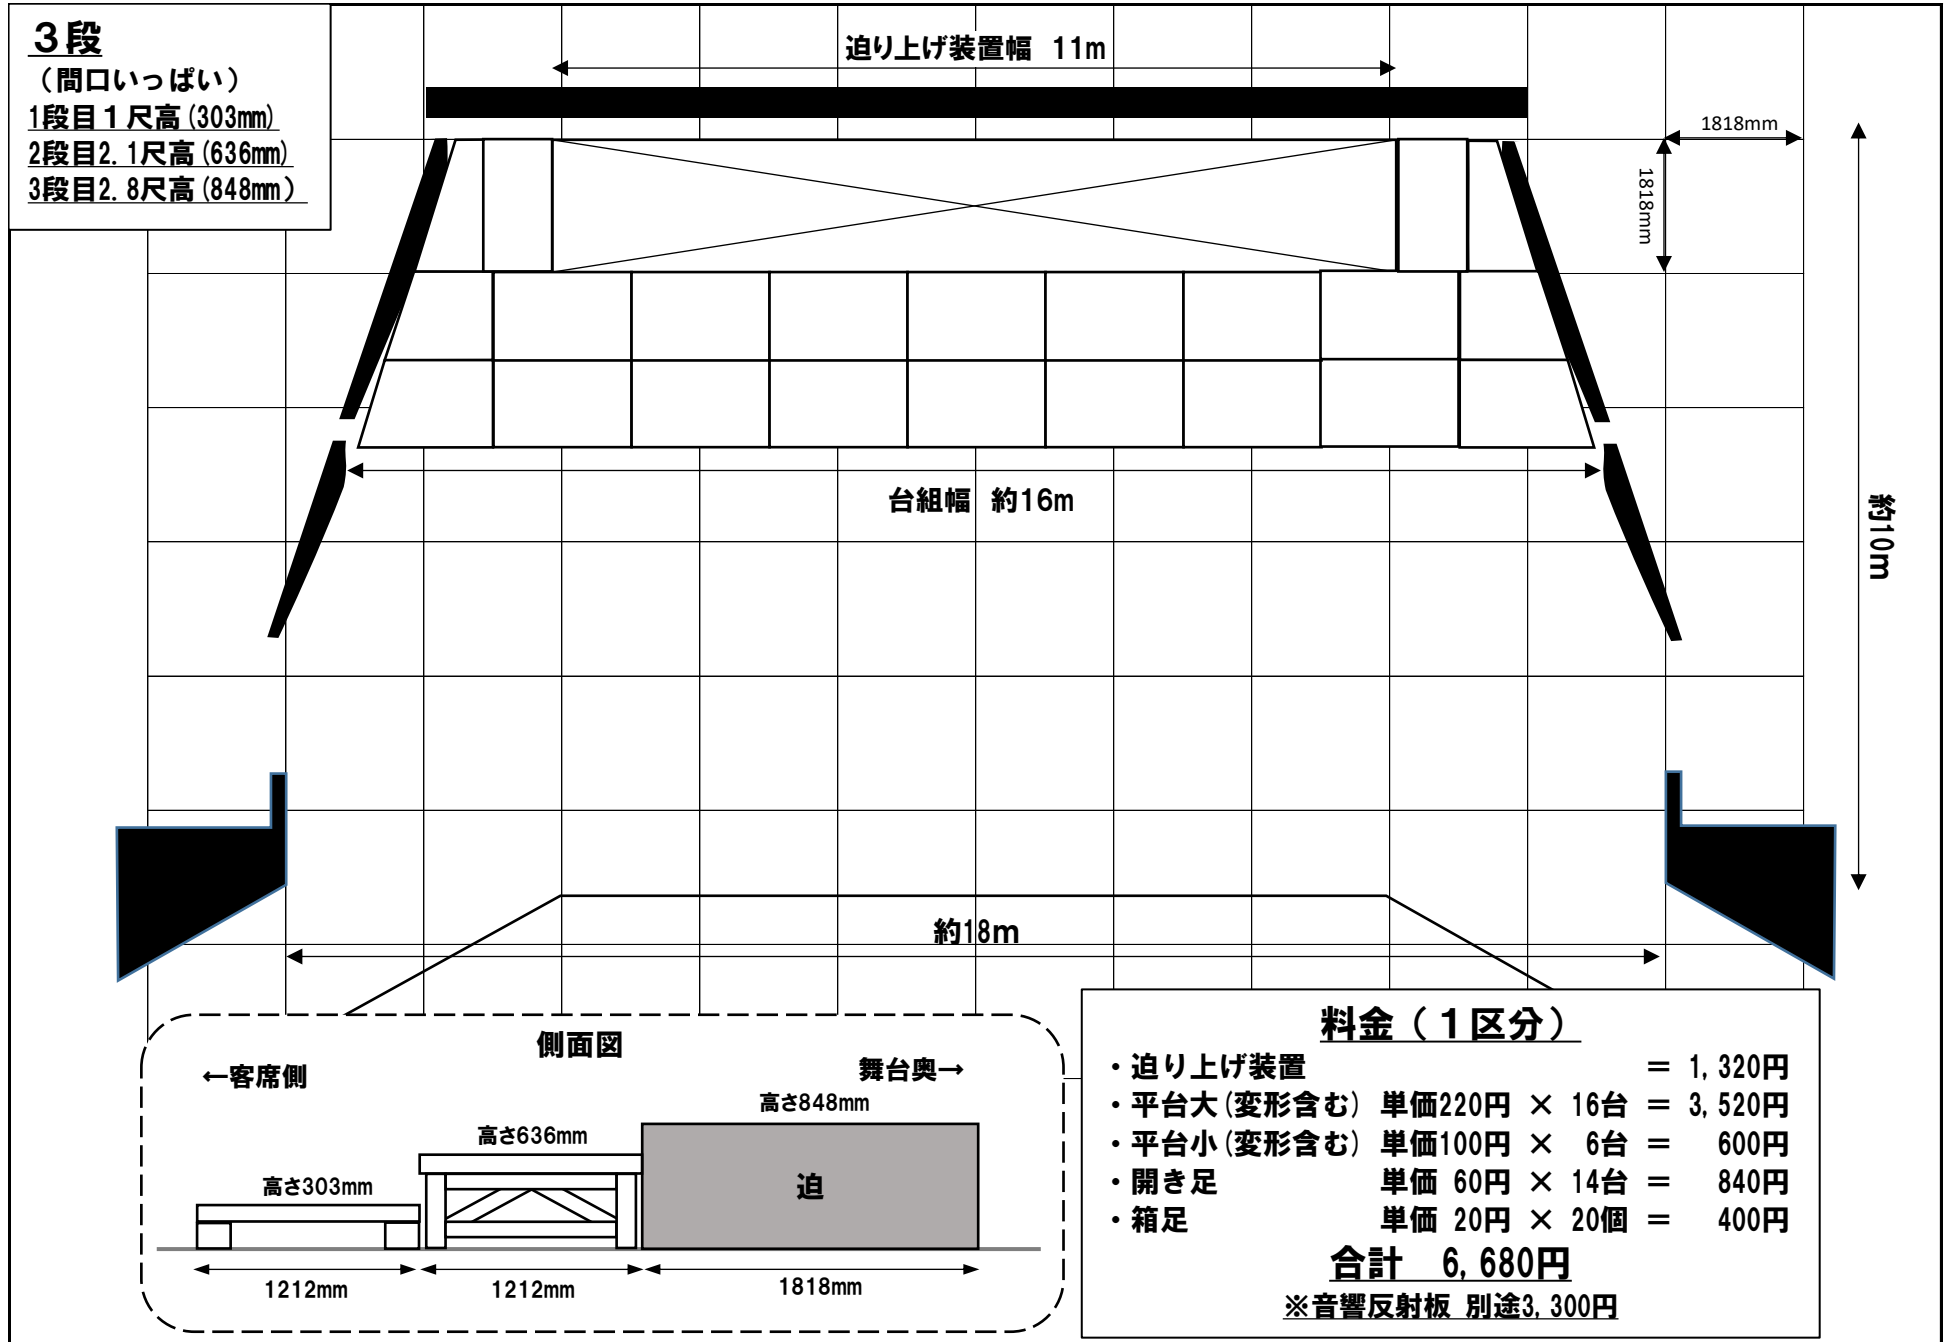 ３段
（間口いっぱい）
1段目１尺高(303mm)
2段目2.1尺高(636mm)
3段目2.8尺高(848mm)
迫り上げ装置幅 11m
1818mm
1818mm
台組幅 約16m
約10m
約18m
側面図
←客席側
舞台奥→
高さ848mm
高さ636mm
高さ303mm
迫
1212mm
1212mm
1818mm
料金（１区分）
・迫り上げ装置 = 1,320円
・平台大(変形含む) 単価220円 × 16台 = 3,520円
・平台小(変形含む) 単価100円 × 6台 = 600円
・開き足 単価 60円 × 14台 = 840円
・箱足 単価 20円 × 20個 = 400円
合計 6,680円
※音響反射板 別途3,300円